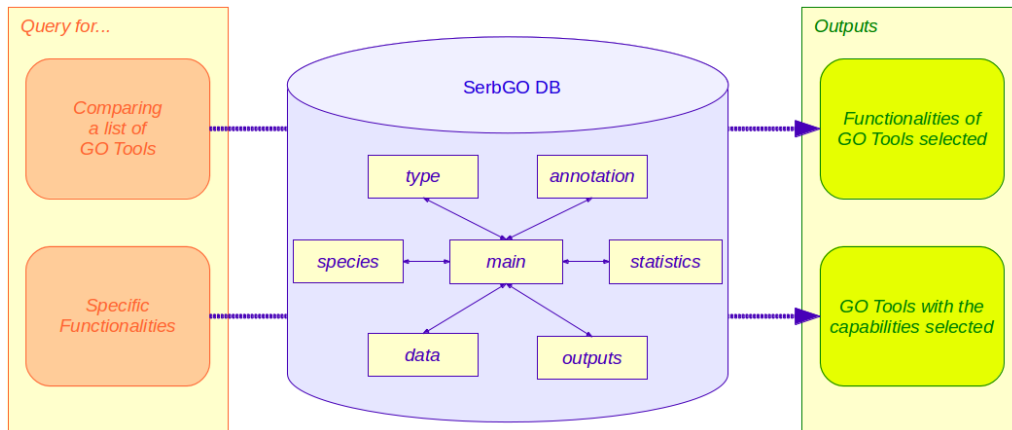 Query for...
Comparing
a list of
GO Tools
Specific
Functionalities
SerbGO DB
type
annotation
species
main
statistics
data
outputs
Outputs
Functionalities of
GO Tools selected
GO Tools with the
capabilities selected